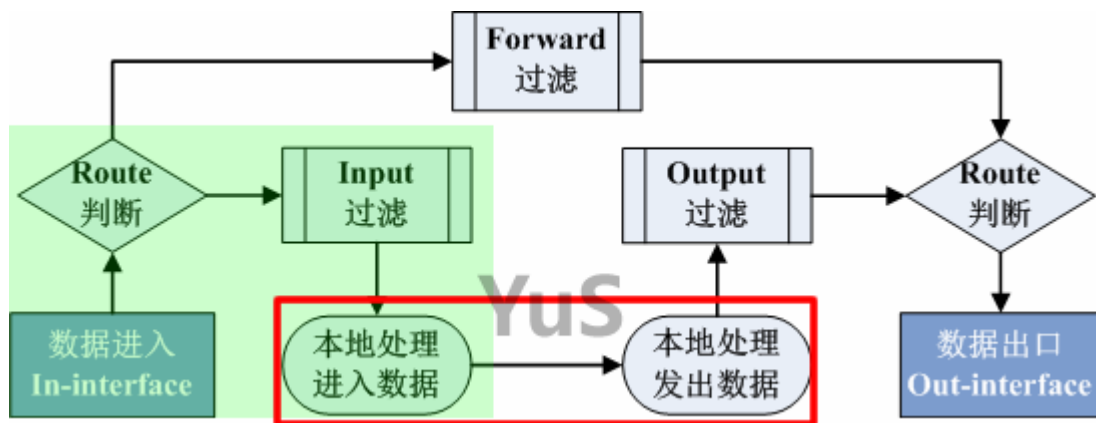 Forward
过滤
Route
判断
Input
过滤
Output
过滤
Route
判断
YuS
数据进入
In-interface
本地处理
进入数据
本地处理
发出数据
数据出口
Out-interface